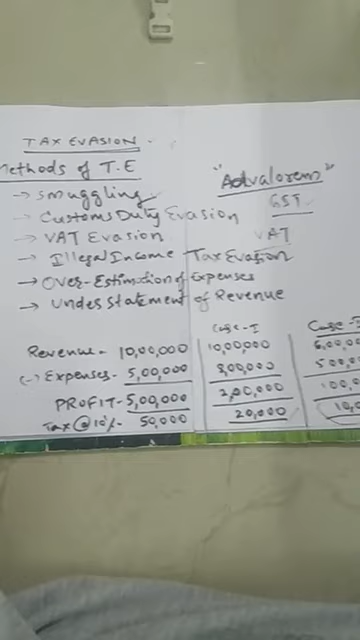 TAX EVASION.
Methods of T.E
"Advalorem"
→ Smuggling
GST
→ Customs Duty Evasion
→ VAT Evasion
VAT
→ Illegal Income Tax Evasion
→ Over-Estimation of Expenses
→ Understatement of Revenue
Case-I Case-
Revenue - 10,00,000 10,00,000 6,00,00
(-) Expenses - 5,00,000 8,00,000 5,00,0
PROFIT - 5,00,000 2,00,000 1,00,
Tax@10% - 50,000 20,000 10,0